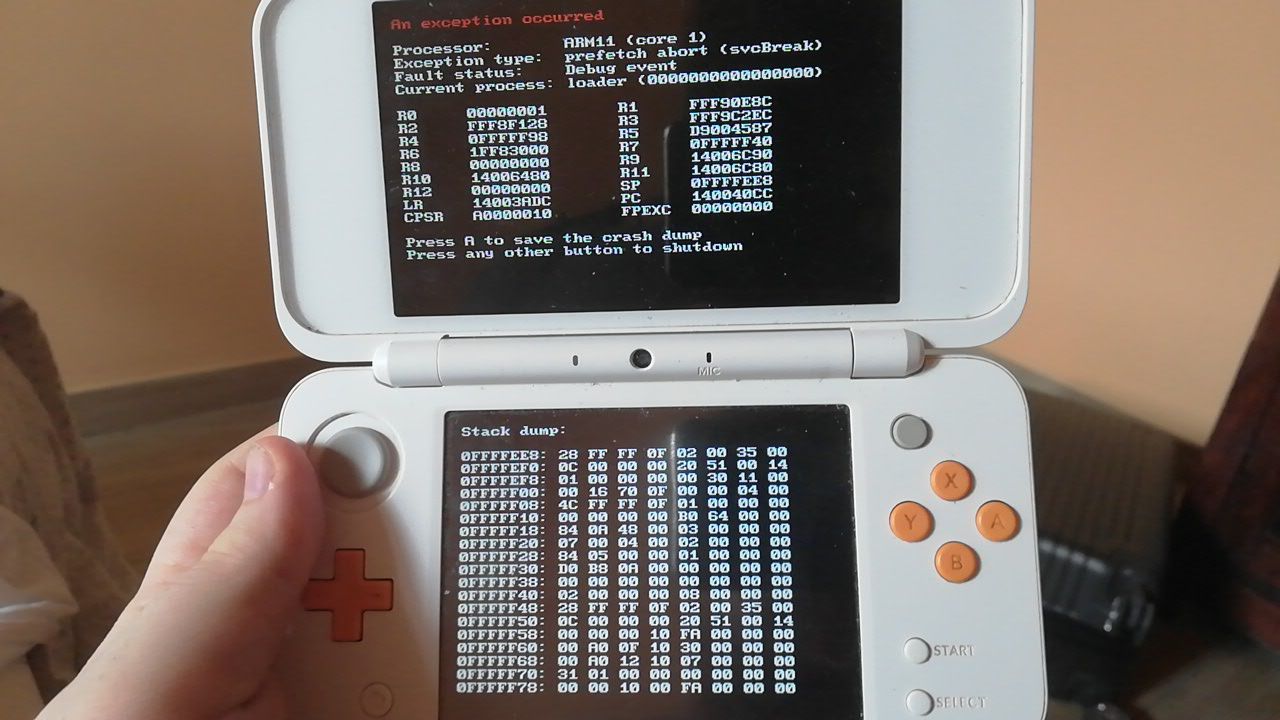 An exception occurred
Processor: ARM11 (core 1)
Exception type: prefetch abort (svcBreak)
Fault status: Debug event
Current process: loader (0000000000000000)
R0 00000001 R1 FFF90E8C
R2 FFF8F128 R3 FFF9C2EC
R4 0FFFFF98 R5 D9004587
R6 1FF83000 R7 0FFFFF40
R8 00000000 R9 14006C90
R10 14006480 R11 14006C80
R12 00000000 SP 0FFFFEE8
LR 14003ADC PC 140040CC
CPSR A0000010 FPEXC 00000000
Press A to save the crash dump
Press any other button to shutdown
MIC
Stack dump:
0FFFFEE8: 28 FF FF 0F 02 00 35 00
0FFFFEF0: 0C 00 00 00 20 51 00 14
0FFFFEF8: 01 00 00 00 00 30 11 00
0FFFFF00: 00 16 70 0F 00 00 04 00
0FFFFF08: 4C FF FF 0F 01 00 00 00
0FFFFF10: 00 00 00 00 B0 64 00 00
0FFFFF18: 84 0A 48 00 03 00 00 00
0FFFFF20: 07 00 04 00 02 00 00 00
0FFFFF28: 84 05 00 00 01 00 00 00
0FFFFF30: D0 B8 0A 00 00 00 00 00
0FFFFF38: 00 00 00 00 00 00 00 00
0FFFFF40: 02 00 00 00 08 00 00 00
0FFFFF48: 28 FF FF 0F 02 00 35 00
0FFFFF50: 0C 00 00 00 20 51 00 14
0FFFFF58: 00 00 00 10 FA 00 00 00
0FFFFF60: 00 A0 0F 10 30 00 00 00
0FFFFF68: 00 A0 12 10 07 00 00 00
0FFFFF70: 31 01 00 00 00 00 00 00
0FFFFF78: 00 00 10 00 FA 00 00 00
X
Y A
B
START
SELECT